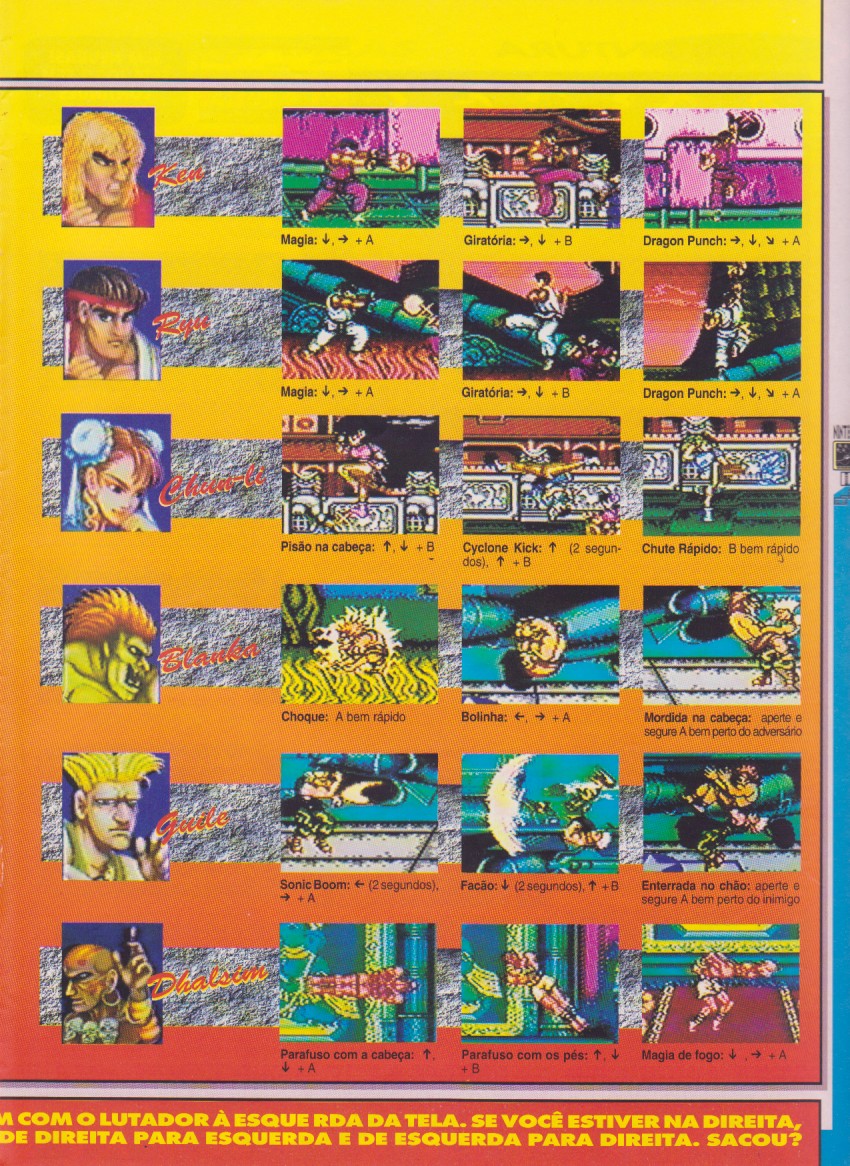 Ken
Magia: ↓, → + A
Giratória: →, ↓ + B
Dragon Punch: →, ↓, ↘ + A
Ryu
Magia: ↓, → + A
Giratória: →, ↓ + B
Dragon Punch: →, ↓, ↘ + A
Chun-li
Pisão na cabeça: ↑, ↓ + B
Cyclone Kick: ↑ (2 segun-
dos), ↑ + B
Chute Rápido: B bem rápido
Blanka
Choque: A bem rápido
Bolinha: ←, → + A
Mordida na cabeça: aperte e
segure A bem perto do adversário
Guile
Sonic Boom: ← (2 segundos),
→ + A
Facão: ↓ (2 segundos), ↑ + B
Enterrada no chão: aperte e
segure A bem perto do inimigo
Dhalsim
Parafuso com a cabeça: ↑,
↓ + A
Parafuso com os pés: ↑, ↓
+ B
Magia de fogo: ↓ , → + A
M COM O LUTADOR À ESQUE RDA DA TELA. SE VOCÊ ESTIVER NA DIREITA,
DE DIREITA PARA ESQUERDA E DE ESQUERDA PARA DIREITA. SACOU?